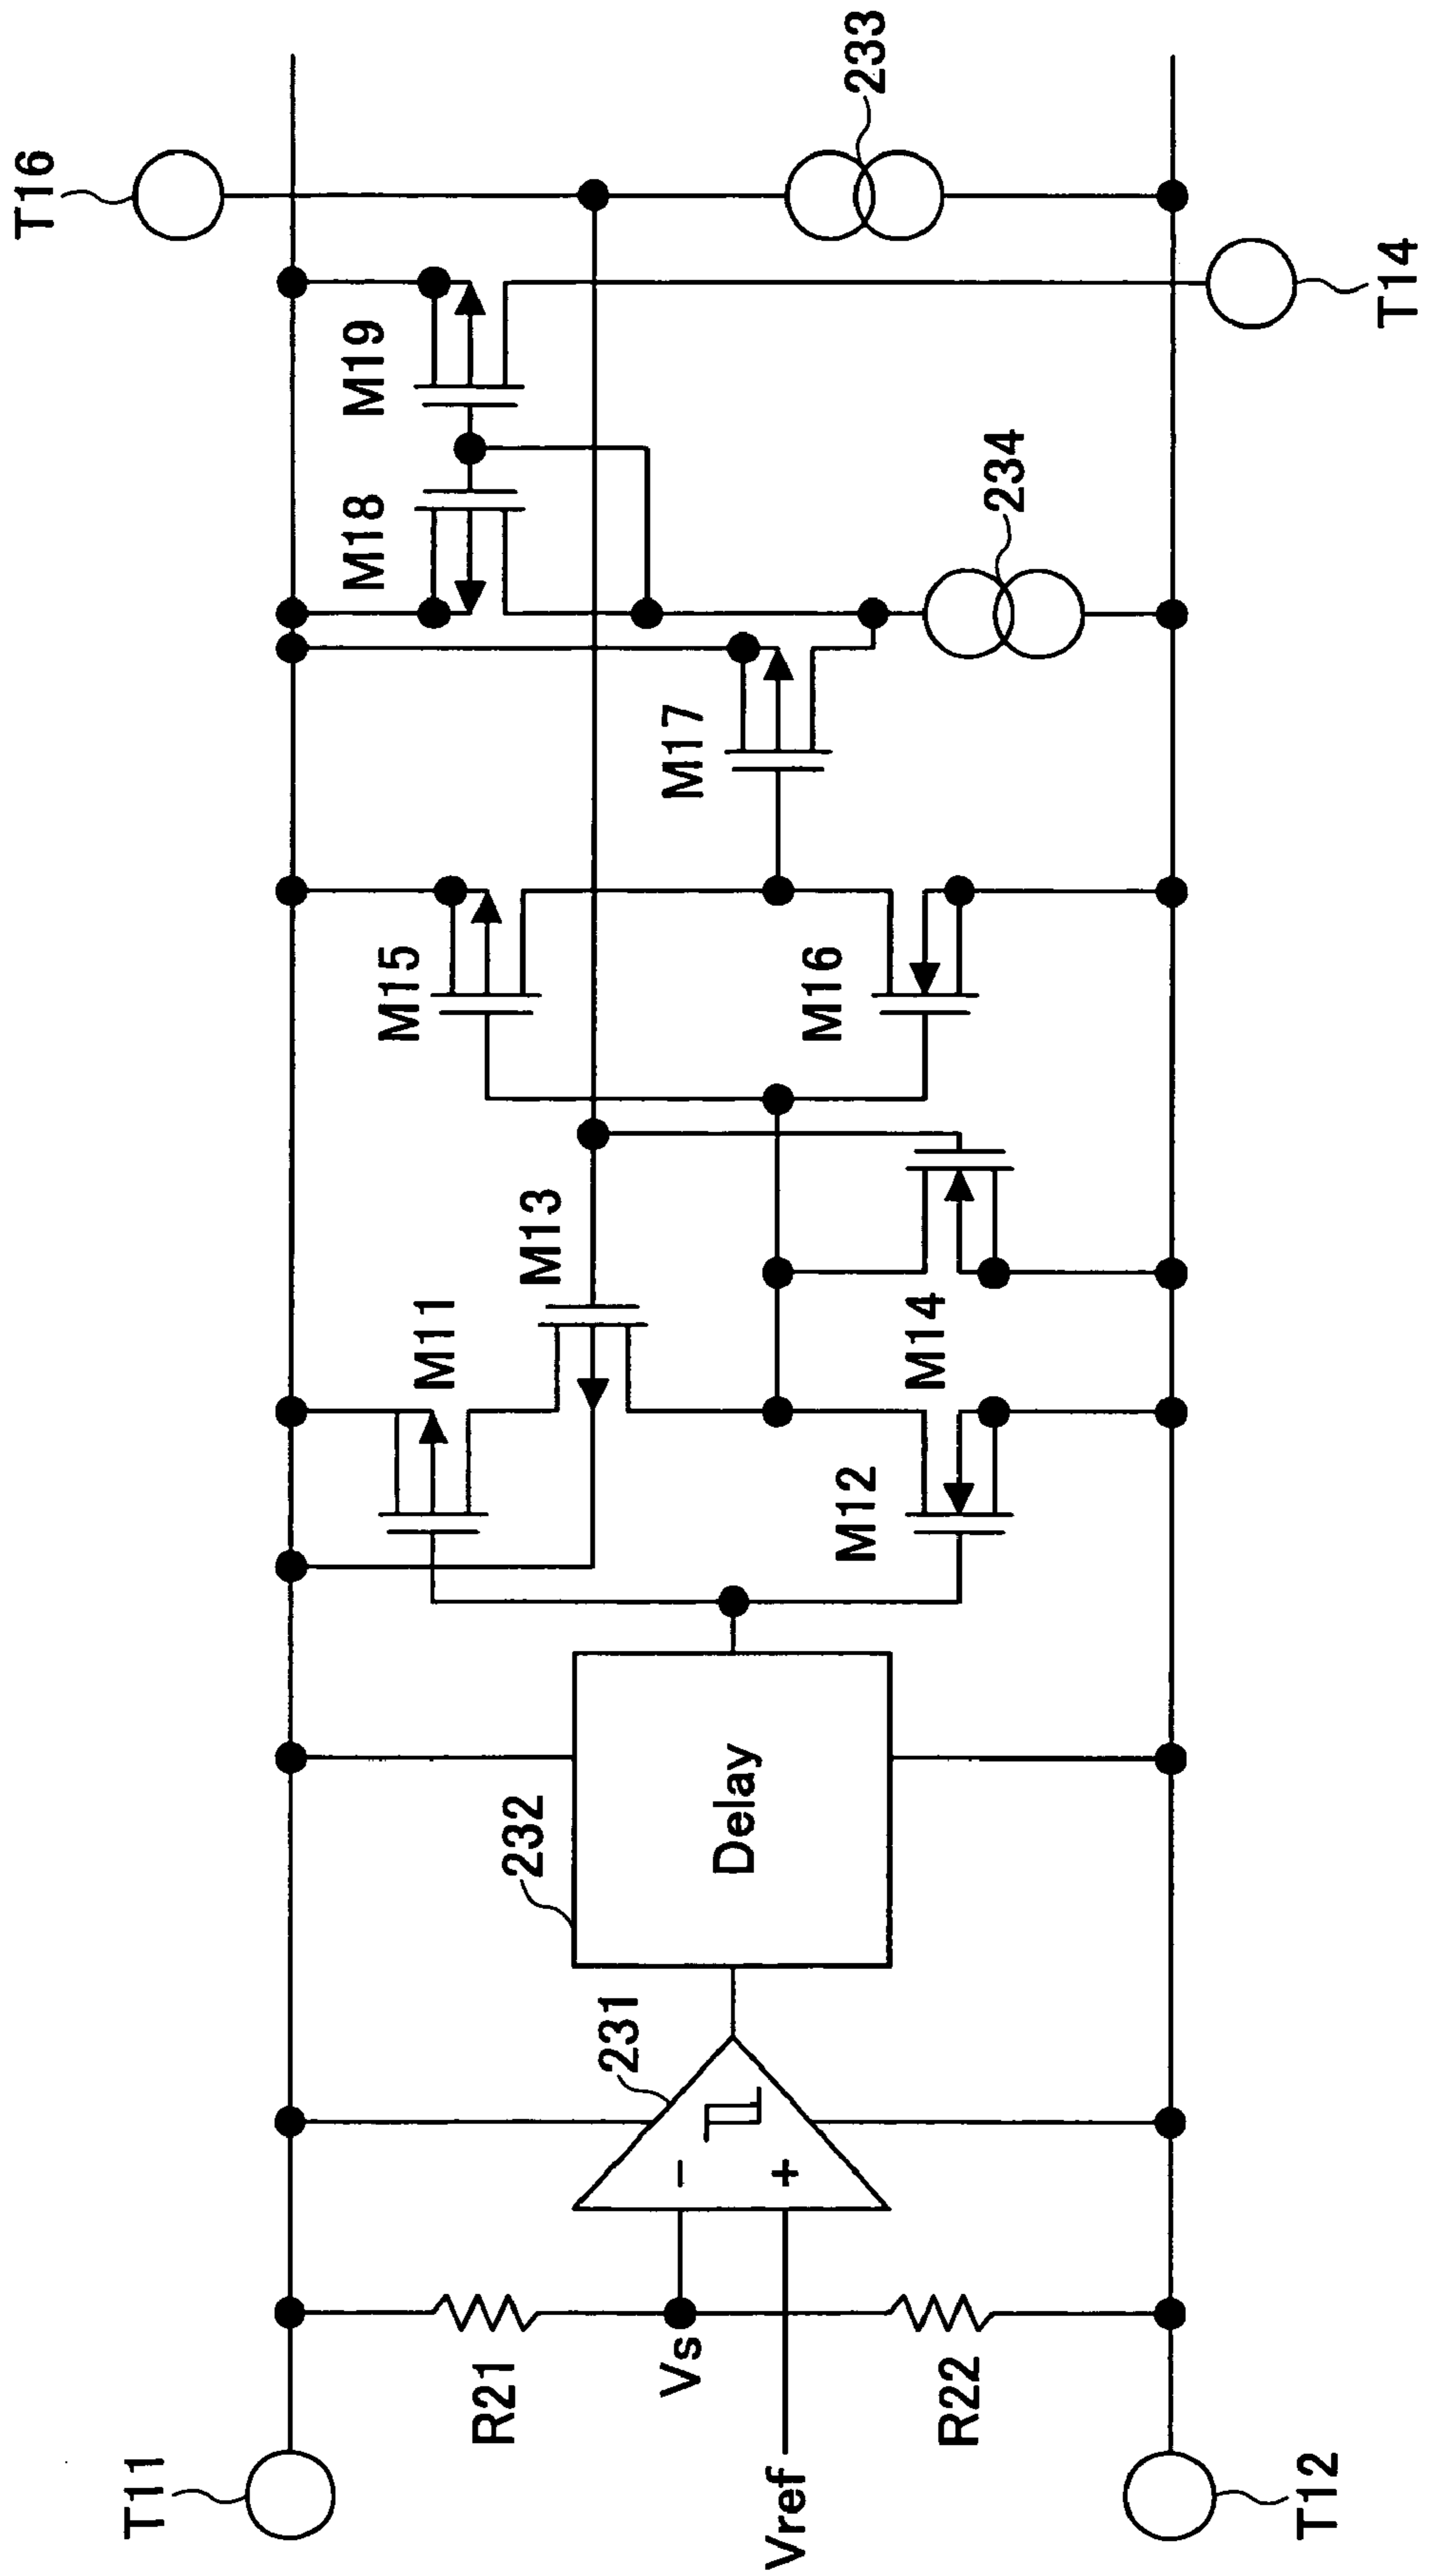 T11
T12
R21
R22
Vs
Vref
-
+
231
232
Delay
M11
M12
M13
M14
M15
M16
M17
M18
M19
234
233
T16
T14